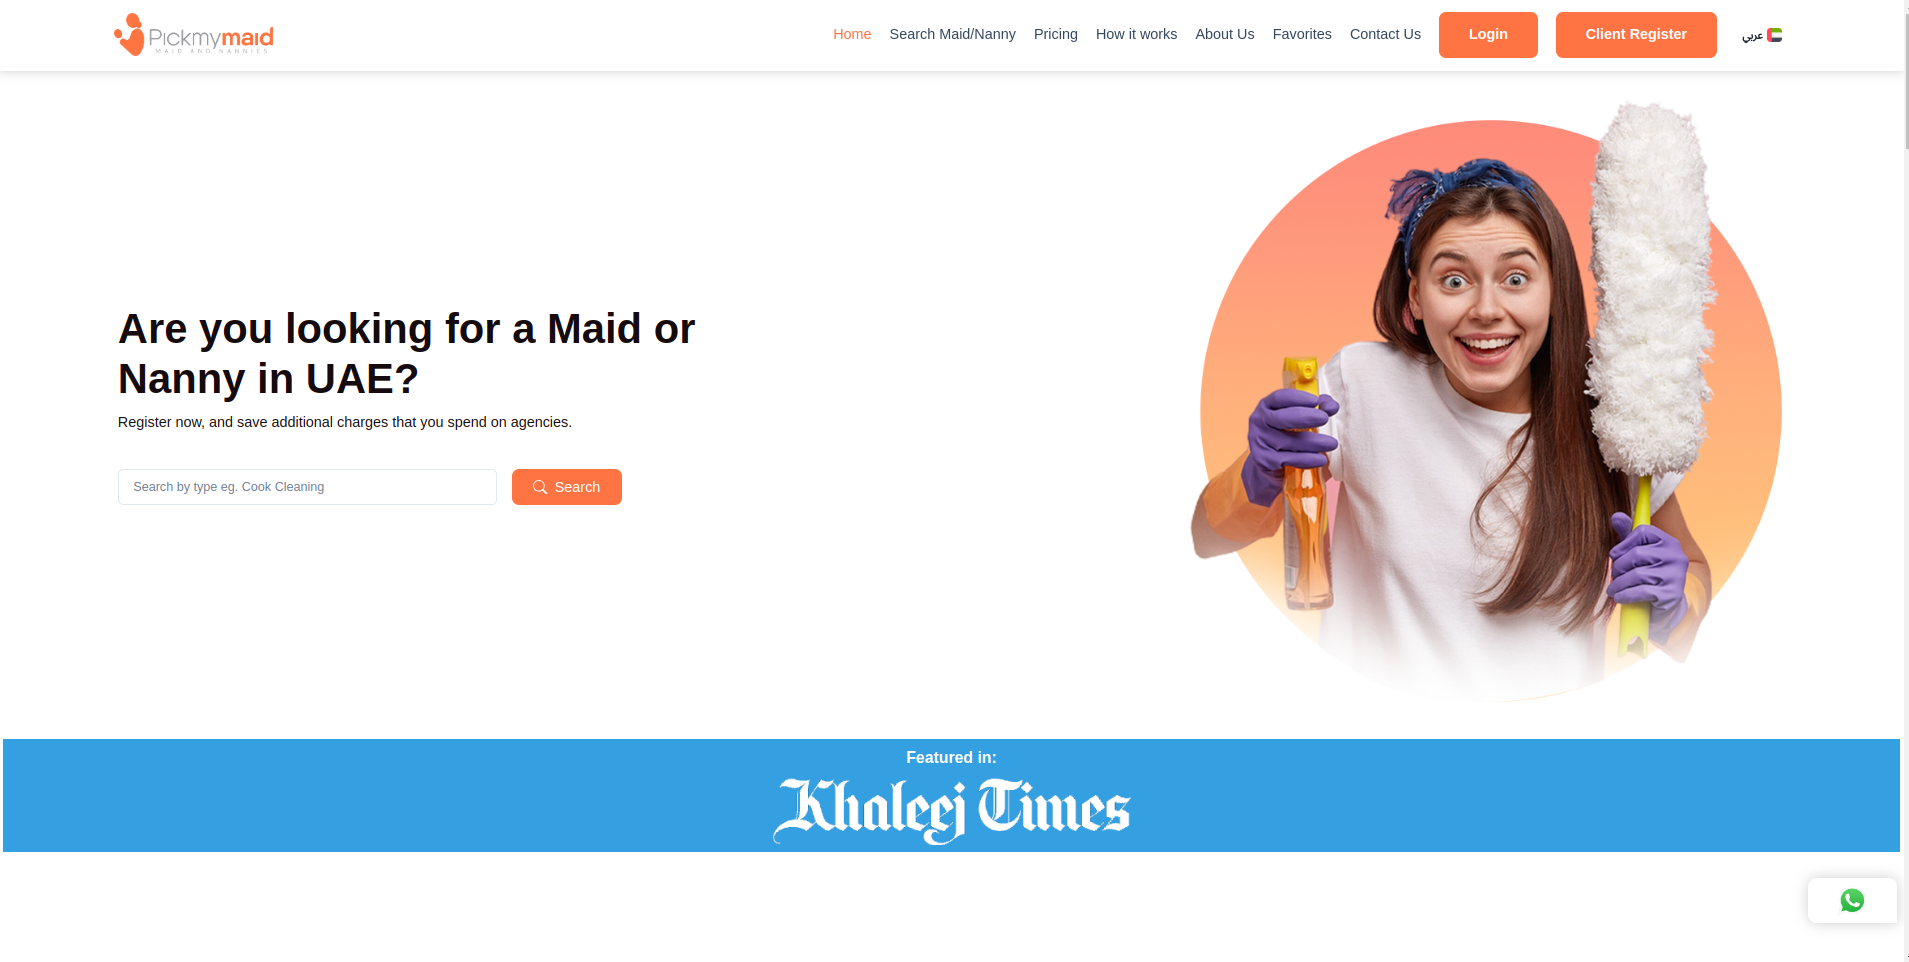 Pickmymaid
MAID AND NANNIES
Home
Search Maid/Nanny
Pricing
How it works
About Us
Favorites
Contact Us
Login
Client Register
عربي
Are you looking for a Maid or
Nanny in UAE?
Register now, and save additional charges that you spend on agencies.
Search by type eg. Cook Cleaning
Search
Featured in:
Khaleej Times